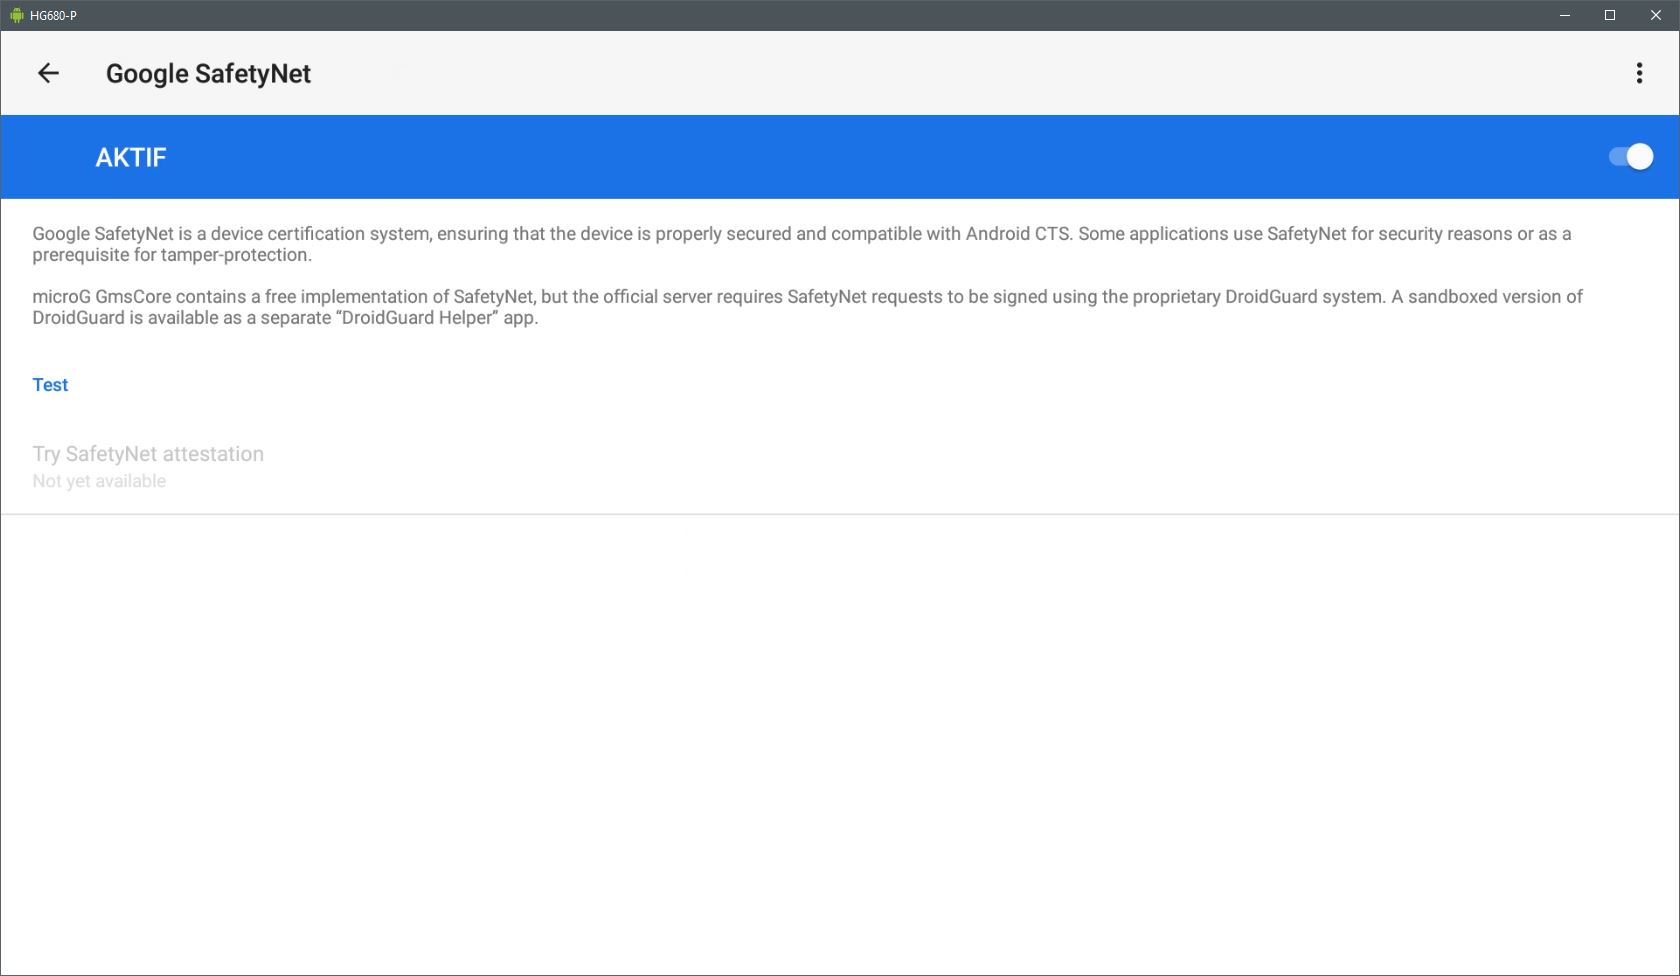 HG680-P
Google SafetyNet
AKTIF
Google SafetyNet is a device certification system, ensuring that the device is properly secured and compatible with Android CTS. Some applications use SafetyNet for security reasons or as a
prerequisite for tamper-protection.
microG GmsCore contains a free implementation of SafetyNet, but the official server requires SafetyNet requests to be signed using the proprietary DroidGuard system. A sandboxed version of
DroidGuard is available as a separate “DroidGuard Helper” app.
Test
Try SafetyNet attestation
Not yet available